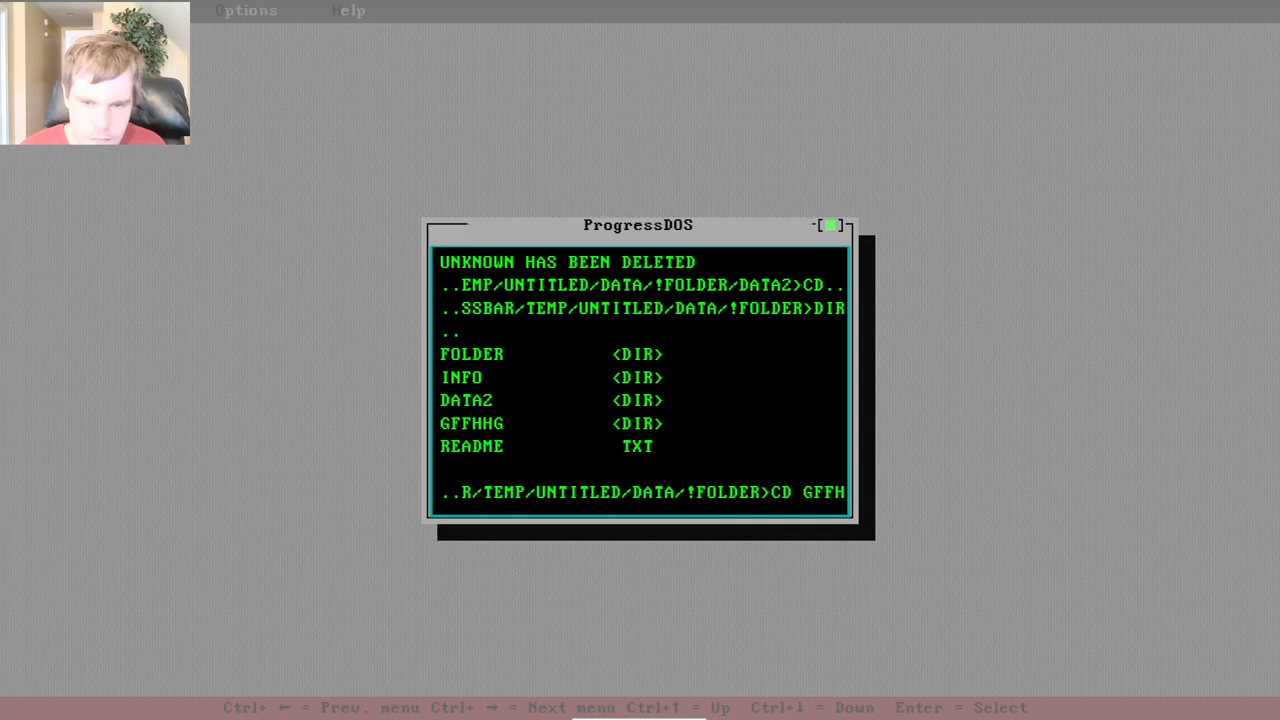 Options Help
ProgressDOS
UNKNOWN HAS BEEN DELETED
..EMP/UNTITLED/DATA/!FOLDER/DATA2>CD..
..SSBAR/TEMP/UNTITLED/DATA/!FOLDER>DIR
..
FOLDER <DIR>
INFO <DIR>
DATA2 <DIR>
GFFHHG <DIR>
README TXT
..R/TEMP/UNTITLED/DATA/!FOLDER>CD GFFH
Ctrl+ ← = Prev. menu Ctrl+ → = Next menu Ctrl+↑ = Up Ctrl+↓ = Down Enter = Select